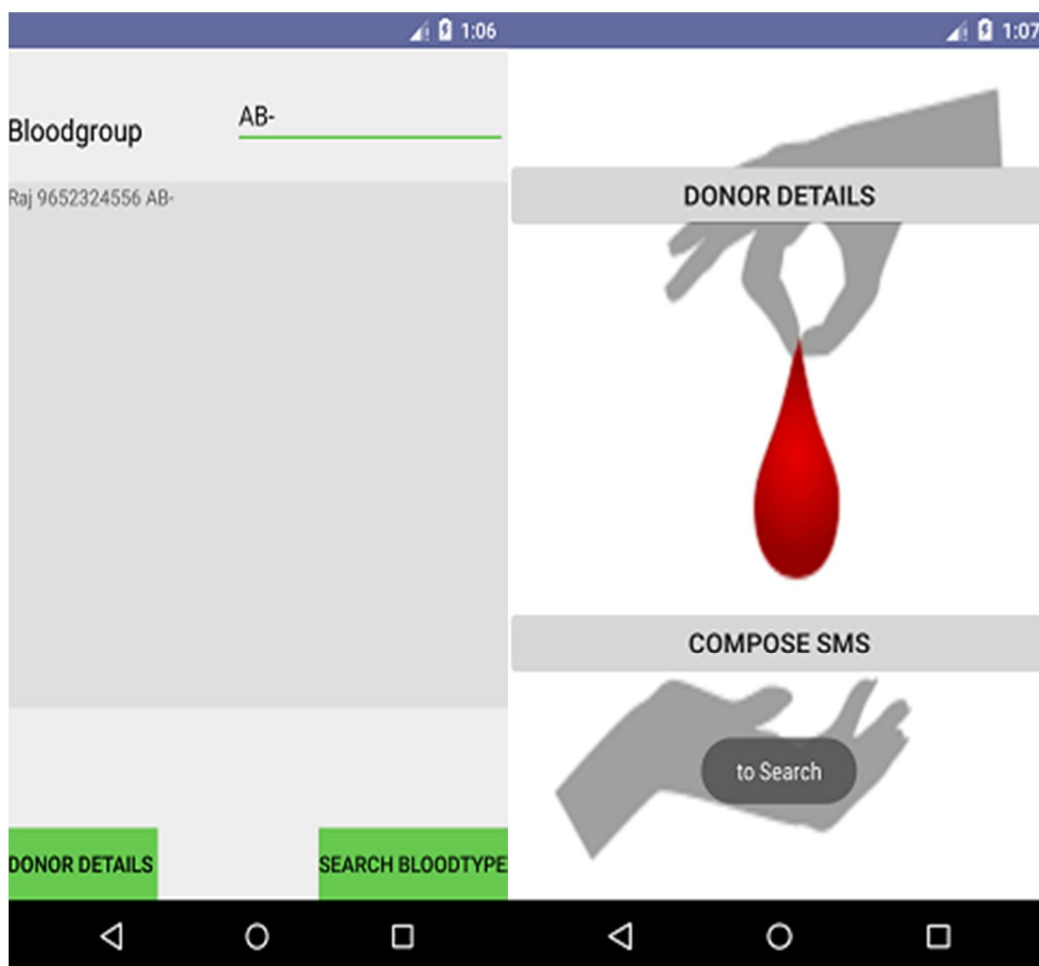 1:06
Bloodgroup
AB-
Raj 9652324556 AB-
DONOR DETAILS
SEARCH BLOODTYPE
1:07
DONOR DETAILS
COMPOSE SMS
to Search